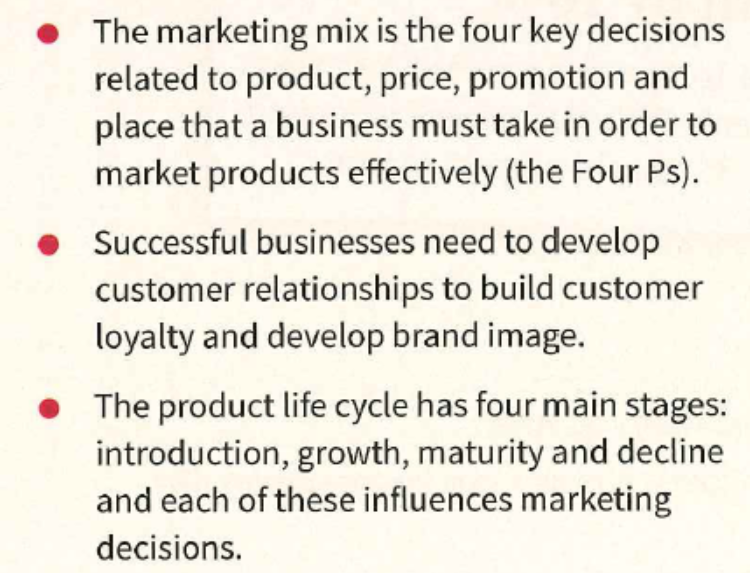 ● The marketing mix is the four key decisions
related to product, price, promotion and
place that a business must take in order to
market products effectively (the Four Ps).
● Successful businesses need to develop
customer relationships to build customer
loyalty and develop brand image.
● The product life cycle has four main stages:
introduction, growth, maturity and decline
and each of these influences marketing
decisions.